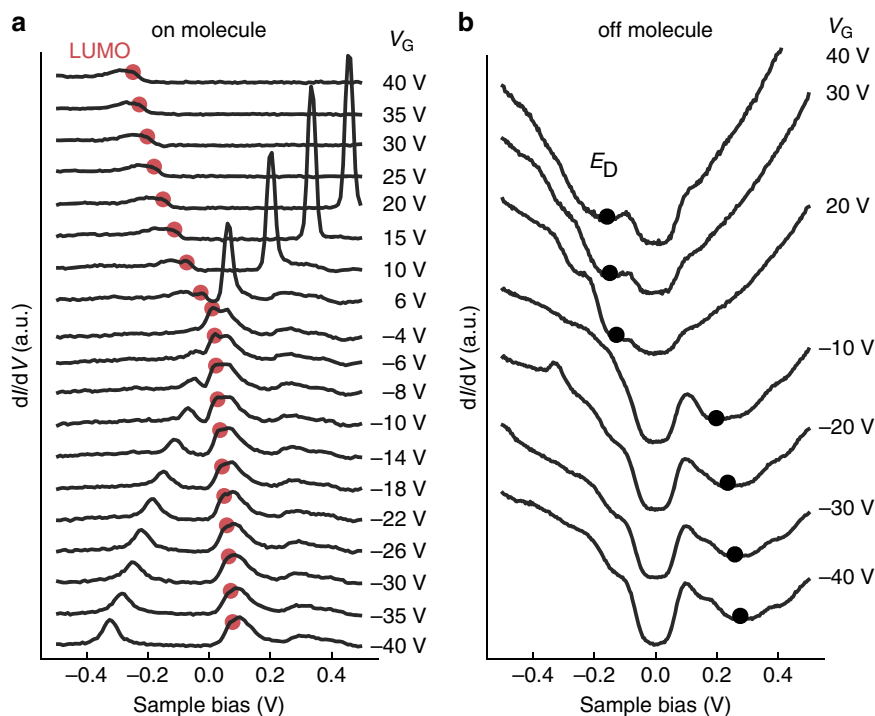 a
on molecule
V_G
LUMO
40 V
35 V
30 V
25 V
20 V
15 V
10 V
6 V
–4 V
–6 V
–8 V
–10 V
–14 V
–18 V
–22 V
–26 V
–30 V
–35 V
–40 V
dI/dV (a.u.)
–0.4 –0.2 0.0 0.2 0.4
Sample bias (V)
b
off molecule
V_G
40 V
30 V
E_D
20 V
–10 V
–20 V
–30 V
–40 V
dI/dV (a.u.)
–0.4 –0.2 0.0 0.2 0.4
Sample bias (V)